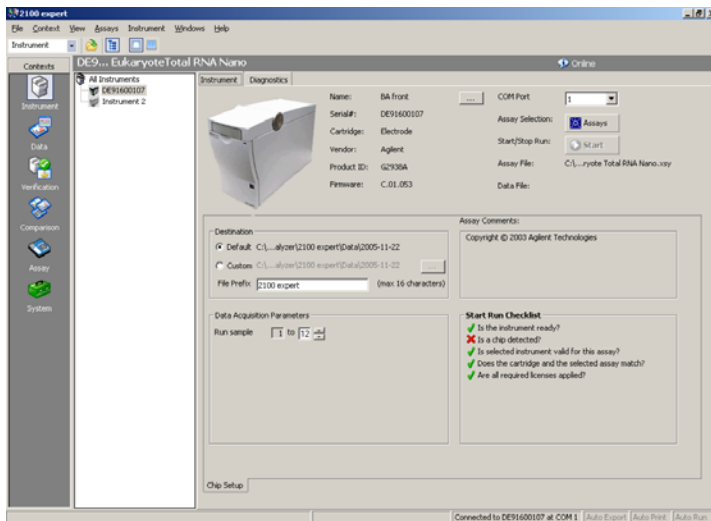 2100 expert
File Context View Assays Instrument Windows Help
Instrument
Contexts
DE9... EukaryoteTotal RNA Nano
Online
Instrument
Data
Verification
Comparison
Assay
System
All Instruments
DE91600107
Instrument 2
Instrument Diagnostics
Name: BA front ...
Serial#: DE91600107
Cartridge: Electrode
Vendor: Agilent
Product ID: G2938A
Firmware: C.01.053
COM Port 1
Assay Selection: Assays
Start/Stop Run: Start
Assay File: C:\...ryote Total RNA Nano.xsy
Data File:
Destination
Default C:\...alyzer\2100 expert\Data\2005-11-22
Custom C:\...alyzer\2100 expert\Data\2005-11-22 ...
File Prefix 2100 expert (max 16 characters)
Assay Comments:
Copyright © 2003 Agilent Technologies
Data Acquisition Parameters
Run sample 1 to 12
Start Run Checklist
Is the instrument ready?
Is a chip detected?
Is selected instrument valid for this assay?
Does the cartridge and the selected assay match?
Are all required licenses applied?
Chip Setup
Connected to DE91600107 at COM 1 Auto Export Auto Print Auto Run